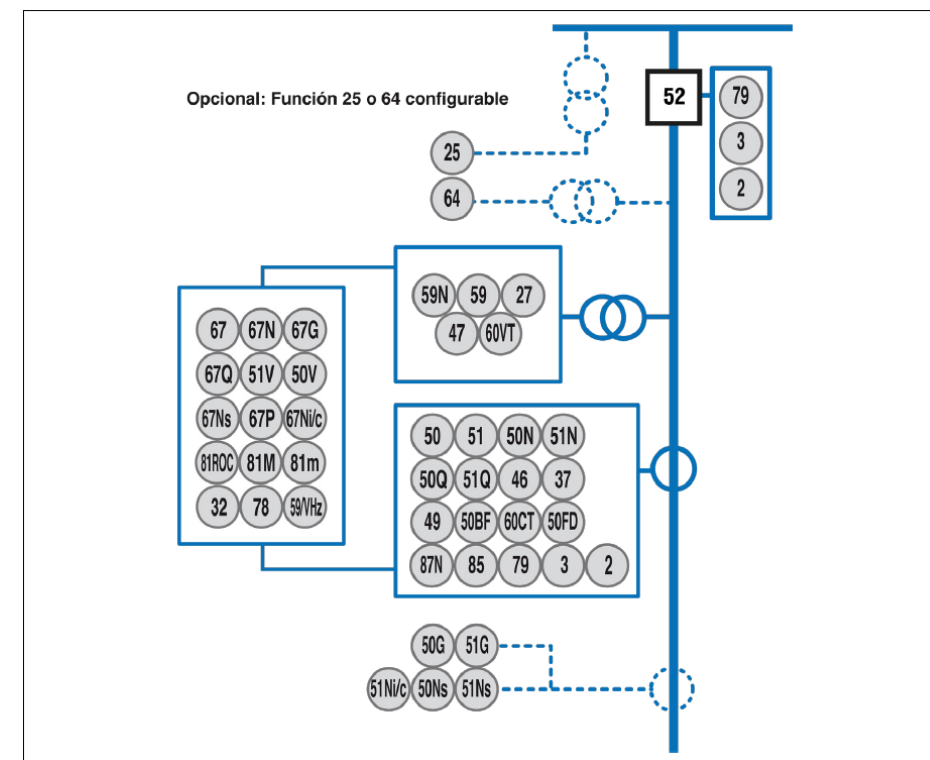 52
79
3
2
Opcional: Función 25 o 64 configurable
25
64
59N 59 27
47 60VT
67 67N 67G
67Q 51V 50V
67Ns 67P 67Ni/c
81ROC 81M 81m
32 78 59/VHz
50 51 50N 51N
50Q 51Q 46 37
49 50BF 60CT 50FD
87N 85 79 3 2
50G 51G
51Ni/c 50Ns 51Ns